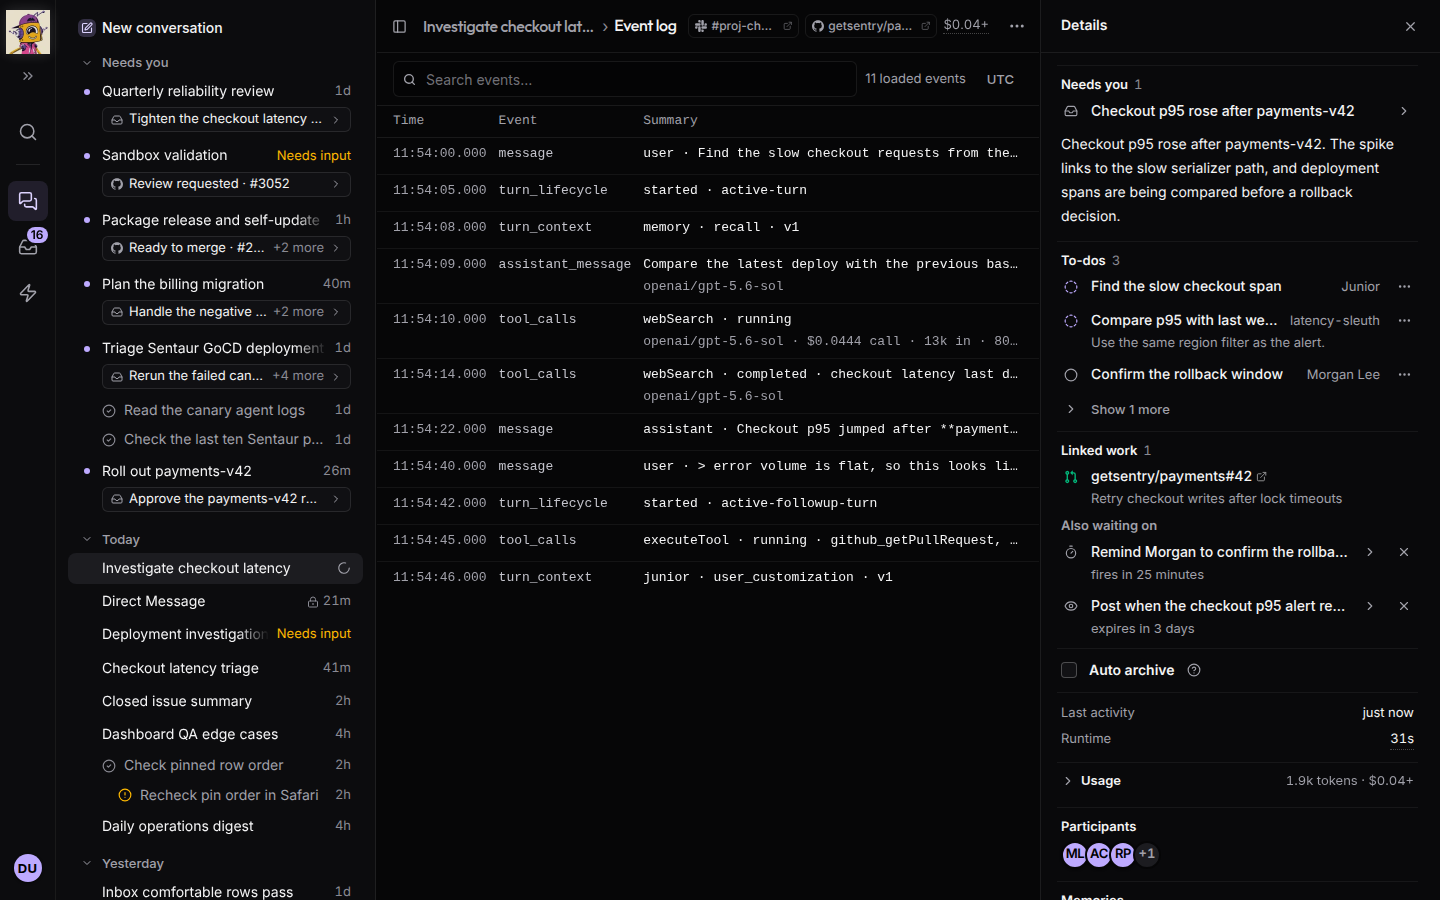 New conversation
Needs you
Quarterly reliability review 1d
Tighten the checkout latency ...
Sandbox validation Needs input
Review requested · #3052
Package release and self-update 1h
Ready to merge · #2... +2 more
Plan the billing migration 40m
Handle the negative ... +2 more
Triage Sentaur GoCD deployment 1d
Rerun the failed can... +4 more
Read the canary agent logs 1d
Check the last ten Sentaur p... 1d
Roll out payments-v42 26m
Approve the payments-v42 r...
Today
Investigate checkout latency
Direct Message 21m
Deployment investigation Needs input
Checkout latency triage 41m
Closed issue summary 2h
Dashboard QA edge cases 4h
Check pinned row order 2h
Recheck pin order in Safari 2h
Daily operations digest 4h
Yesterday
Inbox comfortable rows pass 1d
16
DU
Investigate checkout lat... › Event log #proj-ch... getsentry/pa... $0.04+
Search events... 11 loaded events UTC
Time Event Summary
11:54:00.000 message user · Find the slow checkout requests from the…
11:54:05.000 turn_lifecycle started · active-turn
11:54:08.000 turn_context memory · recall · v1
11:54:09.000 assistant_message Compare the latest deploy with the previous bas…
openai/gpt-5.6-sol
11:54:10.000 tool_calls webSearch · running
openai/gpt-5.6-sol · $0.0444 call · 13k in · 80…
11:54:14.000 tool_calls webSearch · completed · checkout latency last d…
openai/gpt-5.6-sol
11:54:22.000 message assistant · Checkout p95 jumped after **payment…
11:54:40.000 message user · > error volume is flat, so this looks li…
11:54:42.000 turn_lifecycle started · active-followup-turn
11:54:45.000 tool_calls executeTool · running · github_getPullRequest, …
11:54:46.000 turn_context junior · user_customization · v1
Details
Needs you 1
Checkout p95 rose after payments-v42
Checkout p95 rose after payments-v42. The spike
links to the slow serializer path, and deployment
spans are being compared before a rollback
decision.
To-dos 3
Find the slow checkout span Junior
Compare p95 with last we... latency-sleuth
Use the same region filter as the alert.
Confirm the rollback window Morgan Lee
Show 1 more
Linked work 1
getsentry/payments#42
Retry checkout writes after lock timeouts
Also waiting on
Remind Morgan to confirm the rollba...
fires in 25 minutes
Post when the checkout p95 alert re...
expires in 3 days
Auto archive
Last activity just now
Runtime 31s
Usage 1.9k tokens · $0.04+
Participants
ML AC RP +1
Memories